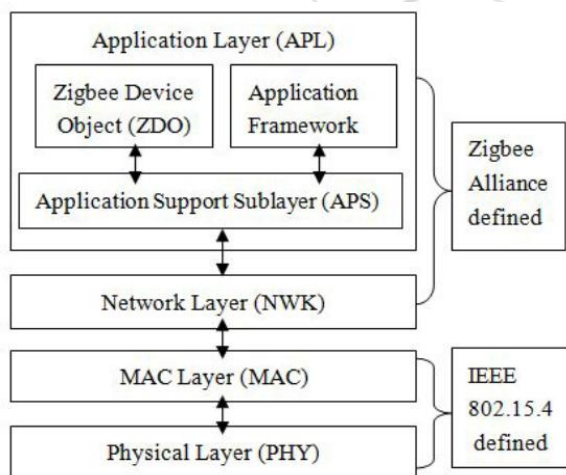 Application Layer (APL)
Zigbee Device
Object (ZDO)
Application
Framework
Application Support Sublayer (APS)
Network Layer (NWK)
MAC Layer (MAC)
Physical Layer (PHY)
Zigbee
Alliance
defined
IEEE
802.15.4
defined